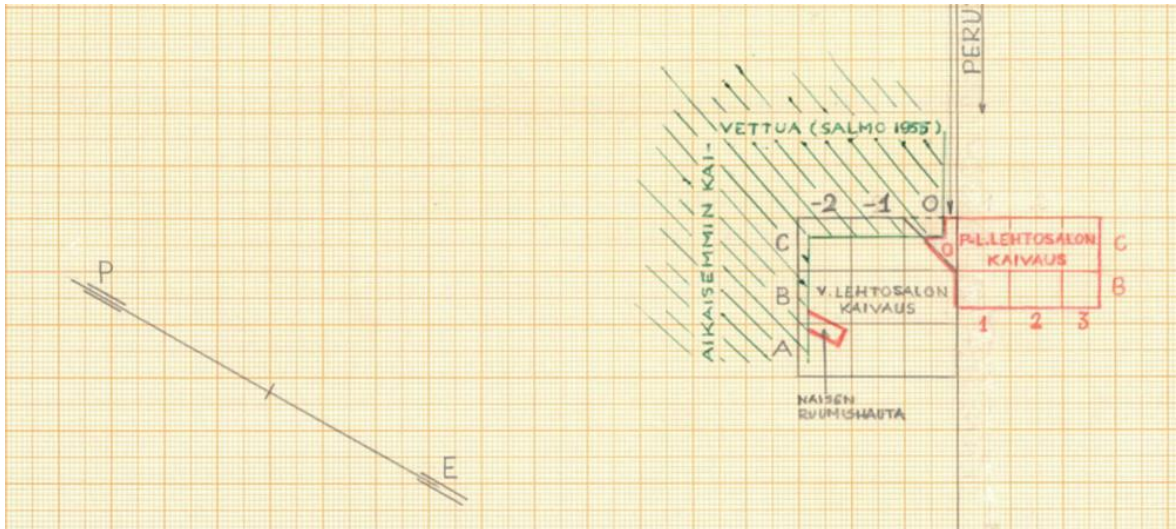 PERU
VETTUA (SALMO 1955)
AIKAISEMMIN KAI-
-2 -1 0
C
B
A
0
P-L.LEHTOSALON
KAIVAUS
C
B
1 2 3
V. LEHTOSALON
KAIVAUS
NAISEN
RUUMISHAUTA
P
E